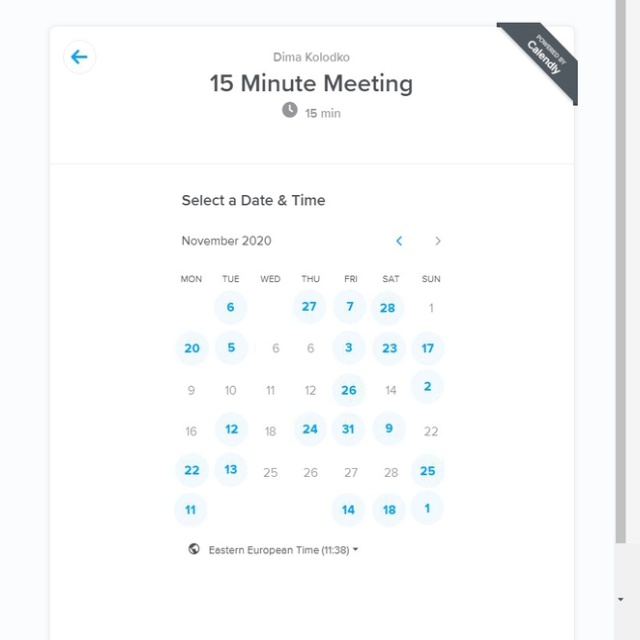 POWERED BY
Calendly
Dima Kolodko
15 Minute Meeting
15 min
Select a Date & Time
November 2020
MON TUE WED THU FRI SAT SUN
6 27 7 28 1
20 5 6 6 3 23 17
9 10 11 12 26 14 2
16 12 18 24 31 9 22
22 13 25 26 27 28 25
11 14 18 1
Eastern European Time (11:38)